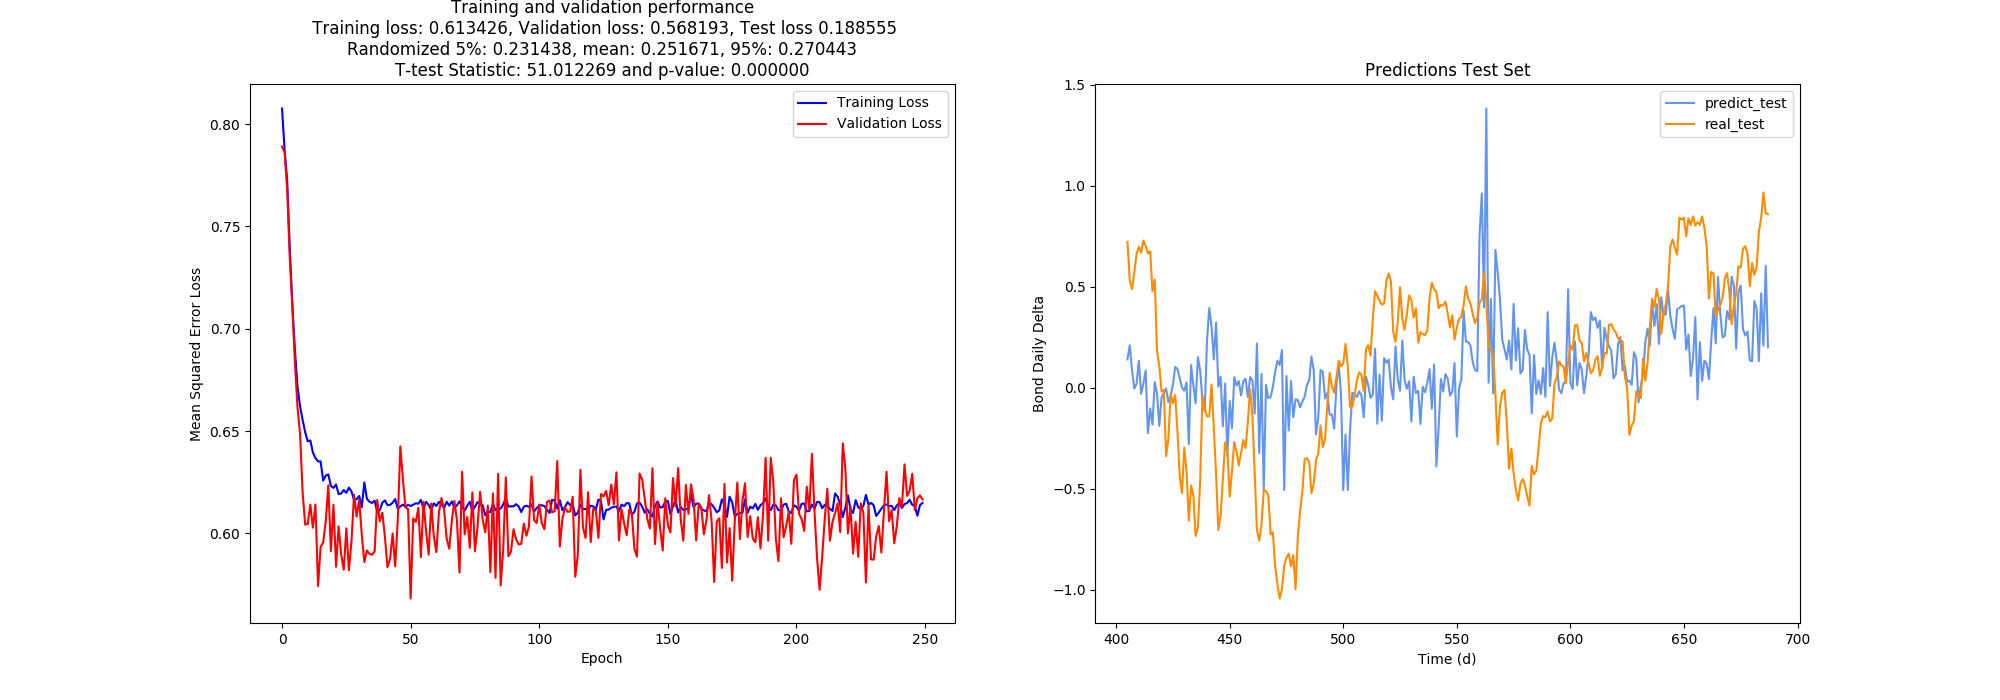 Training and validation performance
Training loss: 0.613426, Validation loss: 0.568193, Test loss 0.188555
Randomized 5%: 0.231438, mean: 0.251671, 95%: 0.270443
T-test Statistic: 51.012269 and p-value: 0.000000
Training Loss
Validation Loss
0.80
0.75
0.70
0.65
0.60
Mean Squared Error Loss
0
50
100
150
200
250
Epoch
Predictions Test Set
predict_test
real_test
1.5
1.0
0.5
0.0
−0.5
−1.0
Bond Daily Delta
400
450
500
550
600
650
700
Time (d)